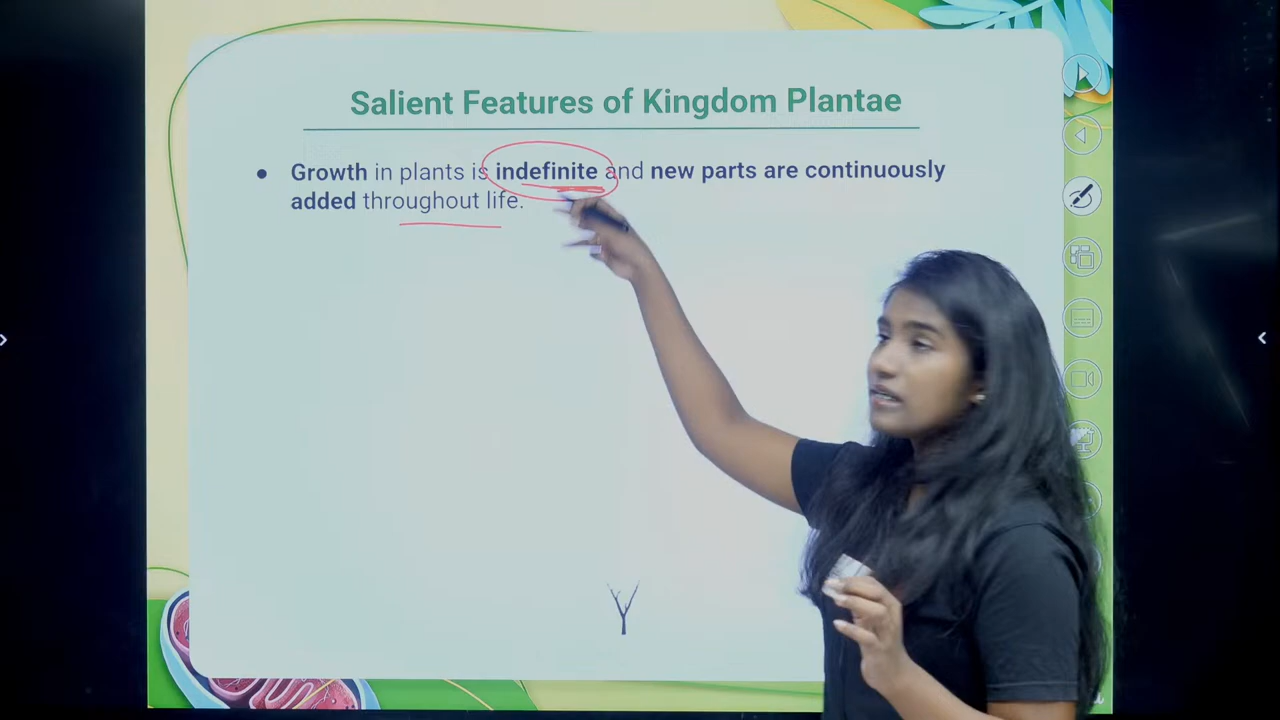 Salient Features of Kingdom Plantae
● Growth in plants is indefinite and new parts are continuously
added throughout life.